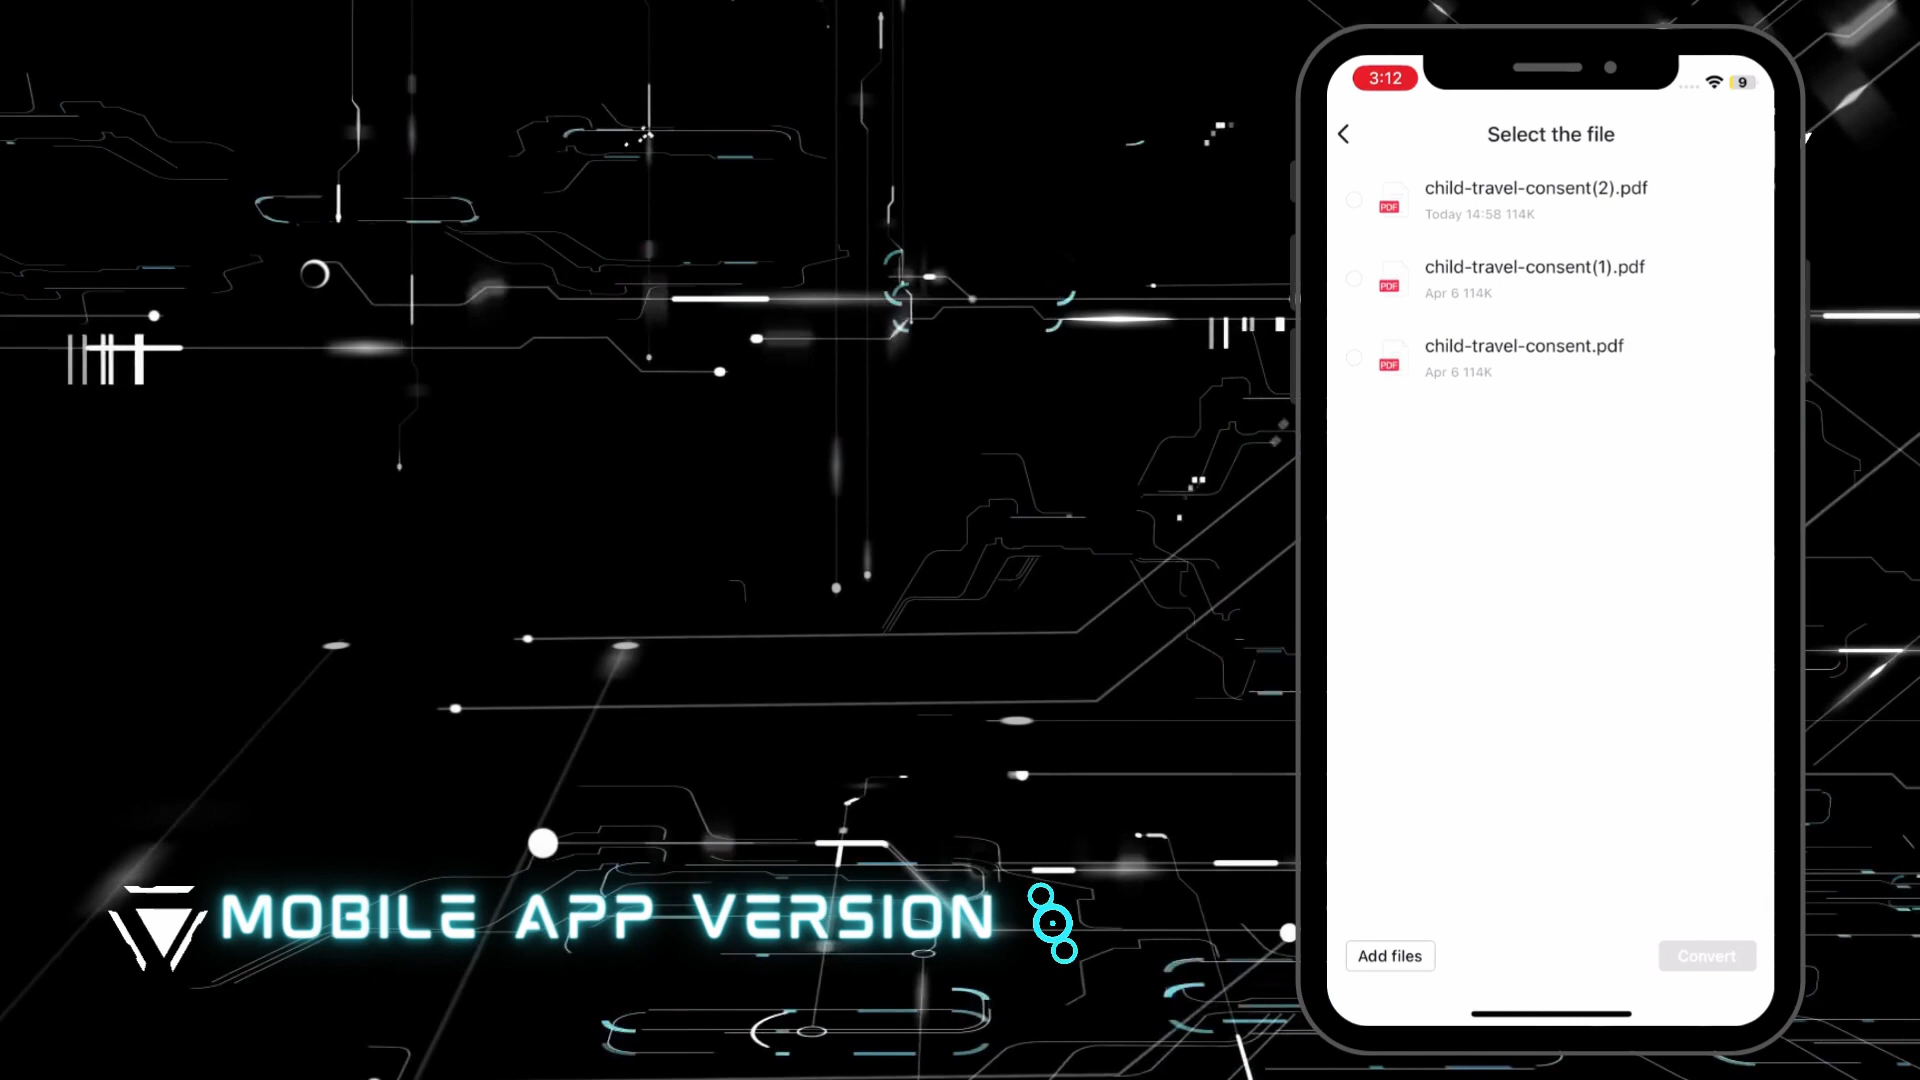 3:12
9
Select the file
child-travel-consent(2).pdf
PDF
Today 14:58 114K
child-travel-consent(1).pdf
PDF
Apr 6 114K
child-travel-consent.pdf
PDF
Apr 6 114K
MOBILE APP VERSION
Add files
Convert